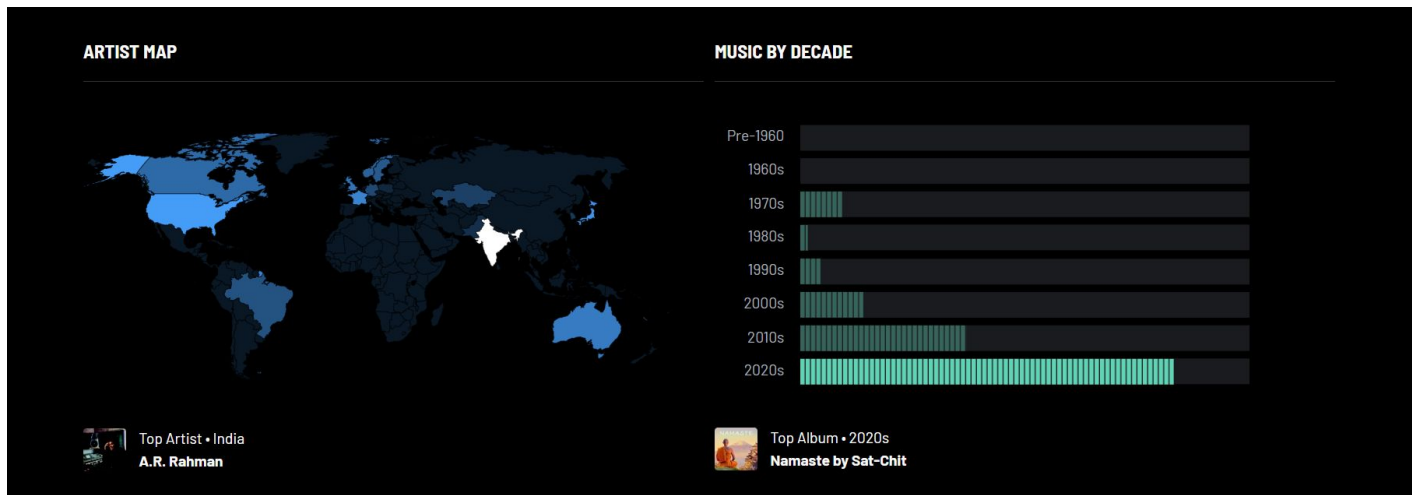 ARTIST MAP
MUSIC BY DECADE
Pre-1960
1960s
1970s
1980s
1990s
2000s
2010s
2020s
Top Artist • India
A.R. Rahman
NAMASTE
Top Album • 2020s
Namaste by Sat-Chit